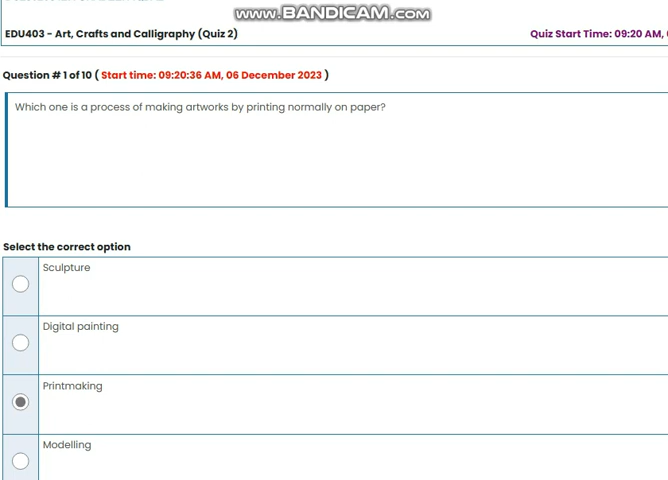 www.BANDICAM.com
EDU403 - Art, Crafts and Calligraphy (Quiz 2)
Quiz Start Time: 09:20 AM,
Question # 1 of 10 ( Start time: 09:20:36 AM, 06 December 2023 )
Which one is a process of making artworks by printing normally on paper?
Select the correct option
Sculpture
Digital painting
Printmaking
Modelling